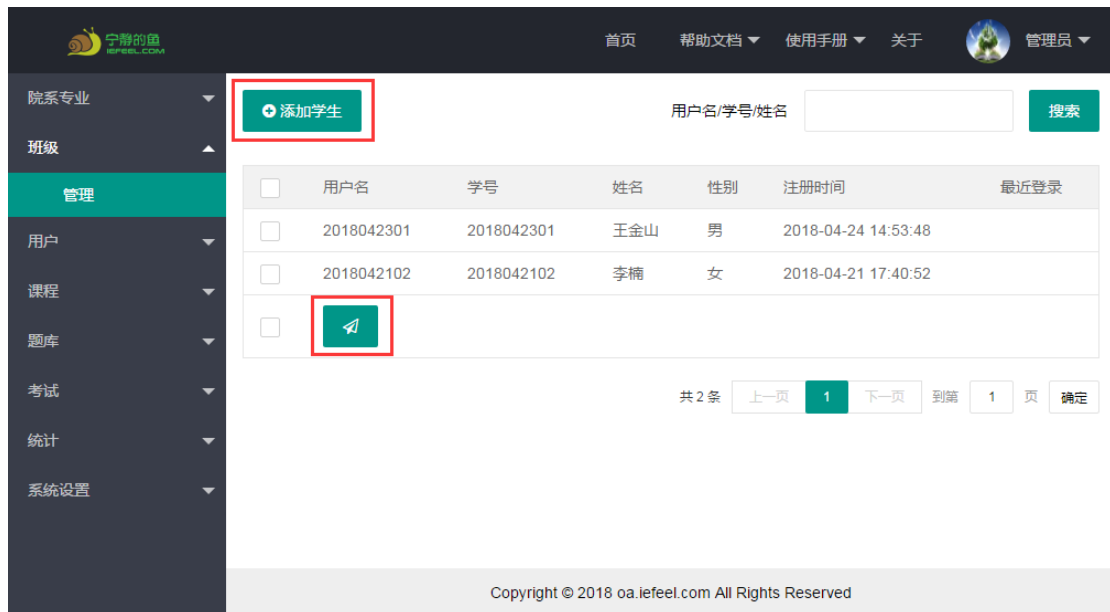 宁静的鱼
IEFEEL.COM
首页 帮助文档 使用手册 关于 管理员
院系专业
班级
管理
用户
课程
题库
考试
统计
系统设置
添加学生 用户名/学号/姓名 搜索
用户名 学号 姓名 性别 注册时间 最近登录
2018042301 2018042301 王金山 男 2018-04-24 14:53:48
2018042102 2018042102 李楠 女 2018-04-21 17:40:52
共 2 条 上一页 1 下一页 到第 1 页 确定
Copyright © 2018 oa.iefeel.com All Rights Reserved